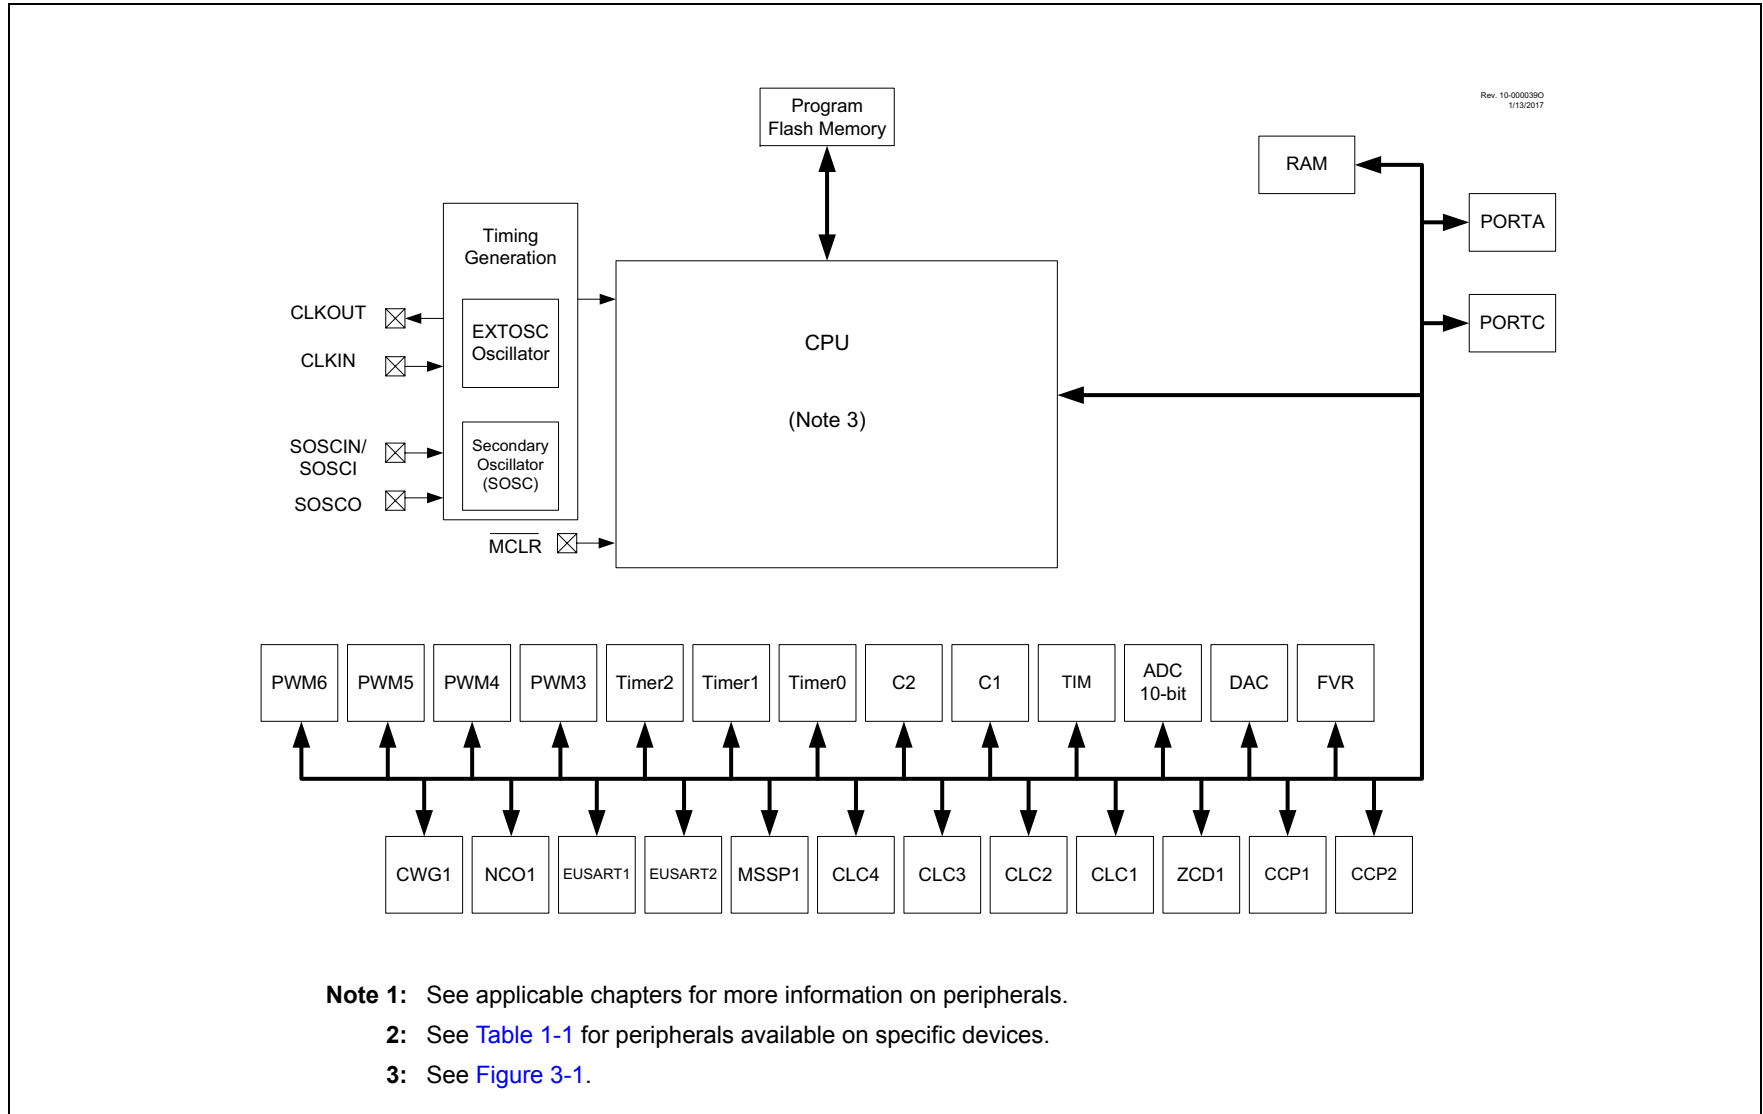 Rev. 10-000039O
1/13/2017
Program
Flash Memory
RAM
PORTA
PORTC
Timing
Generation
EXTOSC
Oscillator
Secondary
Oscillator
(SOSC)
CLKOUT
CLKIN
SOSCIN/
SOSCI
SOSCO
MCLR
CPU
(Note 3)
PWM6
PWM5
PWM4
PWM3
Timer2
Timer1
Timer0
C2
C1
TIM
ADC
10-bit
DAC
FVR
CWG1
NCO1
EUSART1
EUSART2
MSSP1
CLC4
CLC3
CLC2
CLC1
ZCD1
CCP1
CCP2
Note 1: See applicable chapters for more information on peripherals.
2: See Table 1-1 for peripherals available on specific devices.
3: See Figure 3-1.